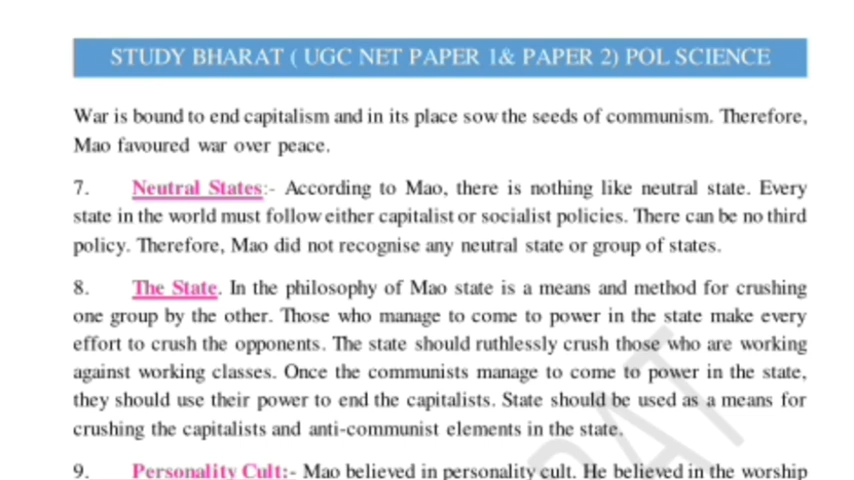 STUDY BHARAT ( UGC NET PAPER 1& PAPER 2) POL SCIENCE
War is bound to end capitalism and in its place sow the seeds of communism. Therefore,
Mao favoured war over peace.
7. Neutral States:- According to Mao, there is nothing like neutral state. Every
state in the world must follow either capitalist or socialist policies. There can be no third
policy. Therefore, Mao did not recognise any neutral state or group of states.
8. The State. In the philosophy of Mao state is a means and method for crushing
one group by the other. Those who manage to come to power in the state make every
effort to crush the opponents. The state should ruthlessly crush those who are working
against working classes. Once the communists manage to come to power in the state,
they should use their power to end the capitalists. State should be used as a means for
crushing the capitalists and anti-communist elements in the state.
9. Personality Cult:- Mao believed in personality cult. He believed in the worship